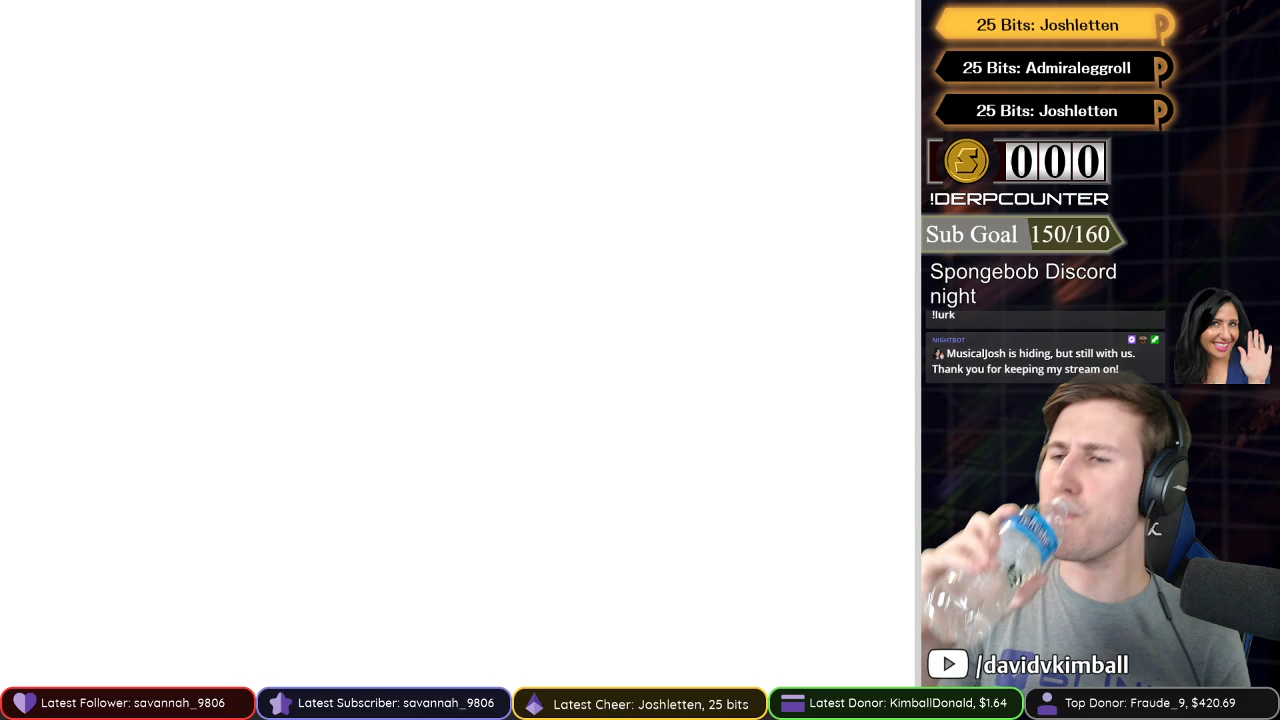 25 Bits: Joshletten
25 Bits: Admiraleggroll
25 Bits: Joshletten
000
!DERPCOUNTER
Sub Goal 150/160
Spongebob Discord
night
!lurk
NIGHTBOT
MusicalJosh is hiding, but still with us.
Thank you for keeping my stream on!
/davidvkimball
Latest Follower: savannah_9806
Latest Subscriber: savannah_9806
Latest Cheer: Joshletten, 25 bits
Latest Donor: KimballDonald, $1.64
Top Donor: Fraude_9, $420.69